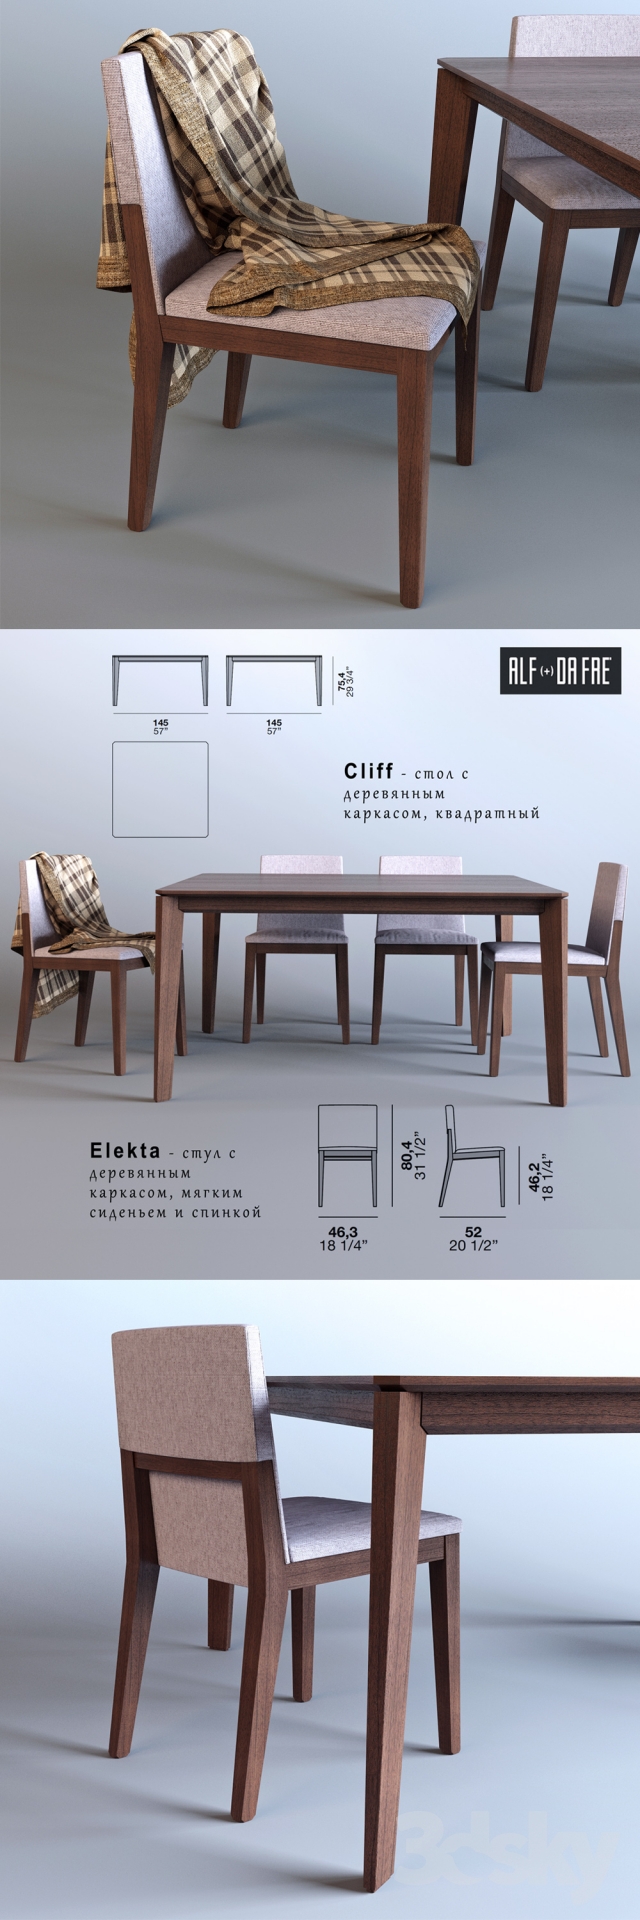 ALF (+) DA FRE
75,4
29 3/4"
145
57"
145
57"
Cliff - стол с
деревянным
каркасом, квадратный
Elekta - стул с
деревянным
каркасом, мягким
сиденьем и спинкой
80,4
31 1/2"
46,2
18 1/4"
46,3
18 1/4"
52
20 1/2"
3dsky